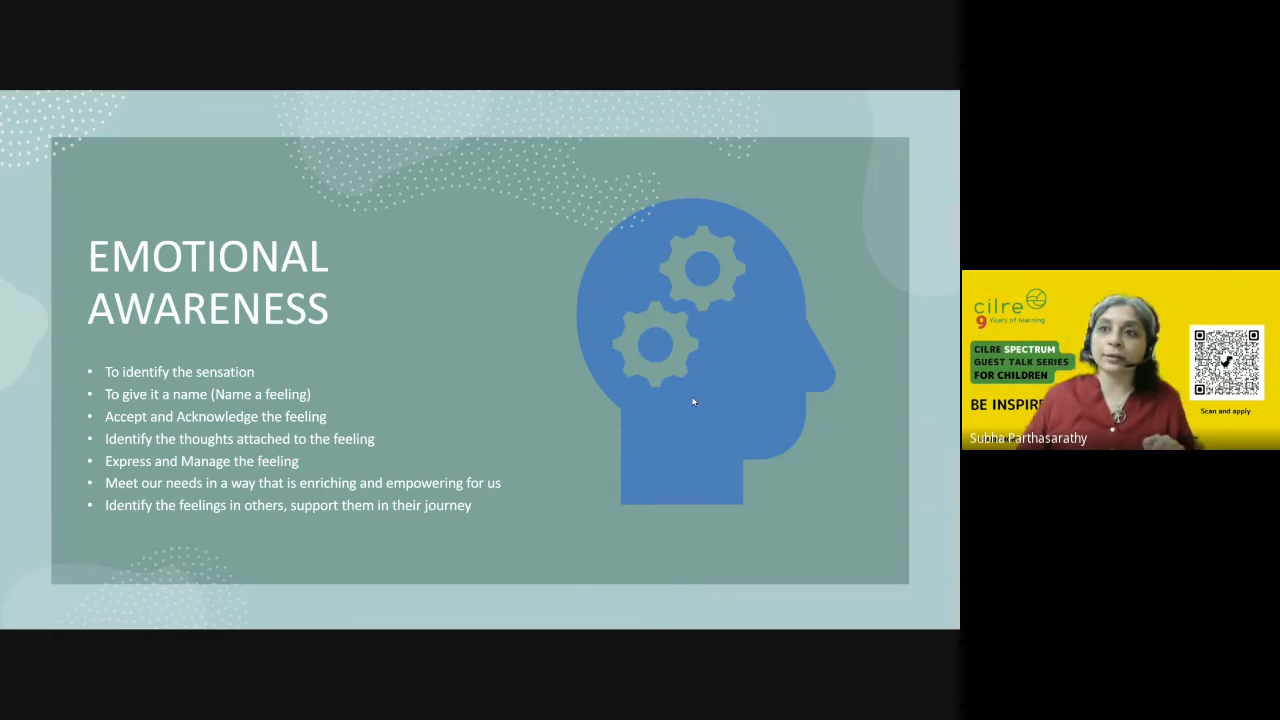 EMOTIONAL
AWARENESS
• To identify the sensation
• To give it a name (Name a feeling)
• Accept and Acknowledge the feeling
• Identify the thoughts attached to the feeling
• Express and Manage the feeling
• Meet our needs in a way that is enriching and empowering for us
• Identify the feelings in others, support them in their journey
cilre
9 Years of learning
CILRE SPECTRUM
GUEST TALK SERIES
FOR CHILDREN
BE INSPIRE
Scan and apply
Subha Parthasarathy